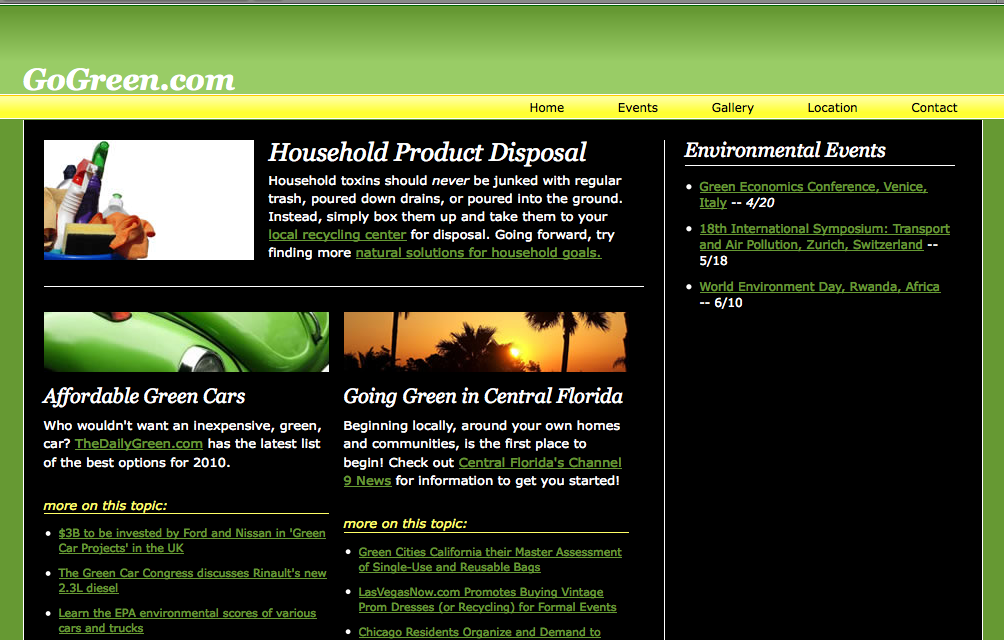 GoGreen.com
Home Events Gallery Location Contact
Household Product Disposal
Household toxins should never be junked with regular
trash, poured down drains, or poured into the ground.
Instead, simply box them up and take them to your
local recycling center for disposal. Going forward, try
finding more natural solutions for household goals.
Affordable Green Cars
Who wouldn't want an inexpensive, green,
car? TheDailyGreen.com has the latest list
of the best options for 2010.
more on this topic:
• $3B to be invested by Ford and Nissan in 'Green
Car Projects' in the UK
• The Green Car Congress discusses Rinault's new
2.3L diesel
• Learn the EPA environmental scores of various
cars and trucks
Going Green in Central Florida
Beginning locally, around your own homes
and communities, is the first place to
begin! Check out Central Florida's Channel
9 News for information to get you started!
more on this topic:
• Green Cities California their Master Assessment
of Single-Use and Reusable Bags
• LasVegasNow.com Promotes Buying Vintage
Prom Dresses (or Recycling) for Formal Events
• Chicago Residents Organize and Demand to
Environmental Events
• Green Economics Conference, Venice,
Italy -- 4/20
• 18th International Symposium: Transport
and Air Pollution, Zurich, Switzerland --
5/18
• World Environment Day, Rwanda, Africa
-- 6/10